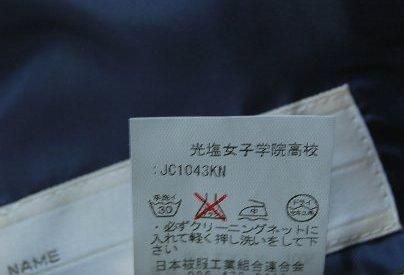 光塩女子学院高校
:JC1043KN
手洗イ
30
ドライ
・必ずクリーニングネットに
入れて軽く押し洗いをして下
さい
日本被服工業組合連合会
NAME